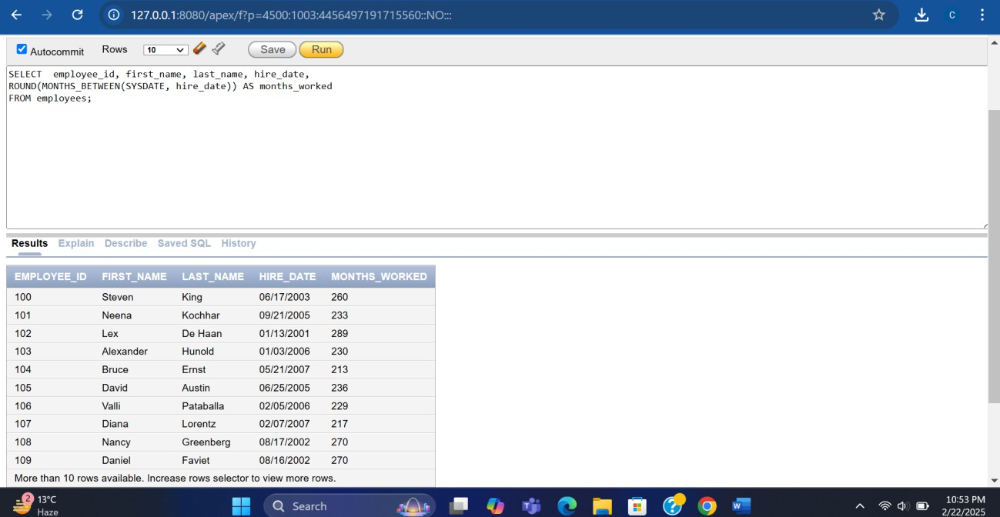 127.0.0.1:8080/apex/f?p=4500:1003:4456497191715560::NO:::
C
Autocommit Rows 10 Save Run
SELECT  employee_id, first_name, last_name, hire_date,
ROUND(MONTHS_BETWEEN(SYSDATE, hire_date)) AS months_worked
FROM employees;
Results Explain Describe Saved SQL History
EMPLOYEE_ID FIRST_NAME LAST_NAME HIRE_DATE MONTHS_WORKED
100 Steven King 06/17/2003 260
101 Neena Kochhar 09/21/2005 233
102 Lex De Haan 01/13/2001 289
103 Alexander Hunold 01/03/2006 230
104 Bruce Ernst 05/21/2007 213
105 David Austin 06/25/2005 236
106 Valli Pataballa 02/05/2006 229
107 Diana Lorentz 02/07/2007 217
108 Nancy Greenberg 08/17/2002 270
109 Daniel Faviet 08/16/2002 270
More than 10 rows available. Increase rows selector to view more rows.
2 13°C
Haze
Search
10:53 PM
2/22/2025